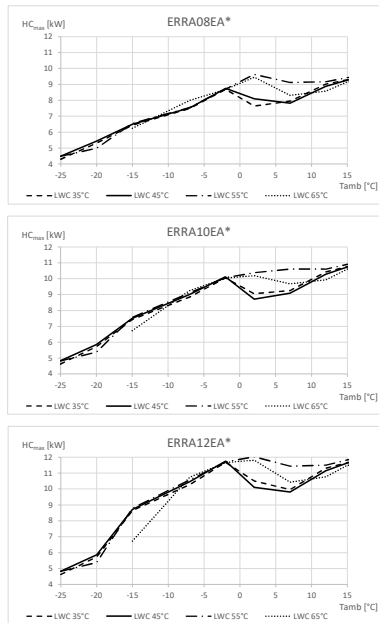 HCmax [kW]
ERRA08EA*
12
11
10
9
8
7
6
5
4
-25
-20
-15
-10
-5
0
5
10
15
LWC 35°C
LWC 45°C
LWC 55°C
LWC 65°C
Tamb [°C]
HCmax [kW]
ERRA10EA*
12
11
10
9
8
7
6
5
4
-25
-20
-15
-10
-5
0
5
10
15
LWC 35°C
LWC 45°C
LWC 55°C
LWC 65°C
Tamb [°C]
HCmax [kW]
ERRA12EA*
12
11
10
9
8
7
6
5
4
-25
-20
-15
-10
-5
0
5
10
15
LWC 35°C
LWC 45°C
LWC 55°C
LWC 65°C
Tamb [°C]